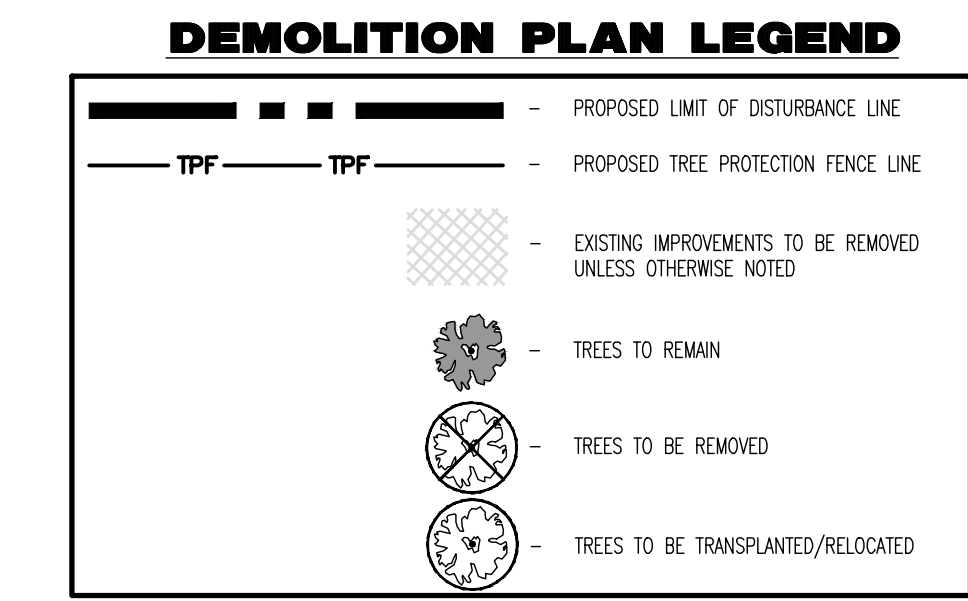 DEMOLITION PLAN LEGEND
- PROPOSED LIMIT OF DISTURBANCE LINE
TPF TPF - PROPOSED TREE PROTECTION FENCE LINE
- EXISTING IMPROVEMENTS TO BE REMOVED
UNLESS OTHERWISE NOTED
- TREES TO REMAIN
- TREES TO BE REMOVED
- TREES TO BE TRANSPLANTED/RELOCATED